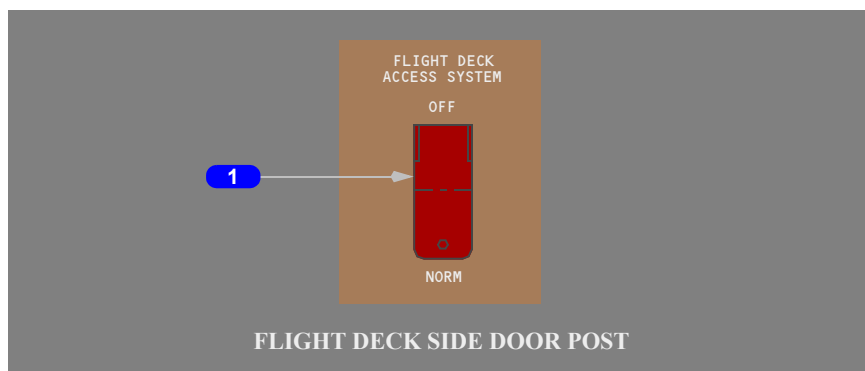 FLIGHT DECK
ACCESS SYSTEM
OFF
1
NORM
FLIGHT DECK SIDE DOOR POST